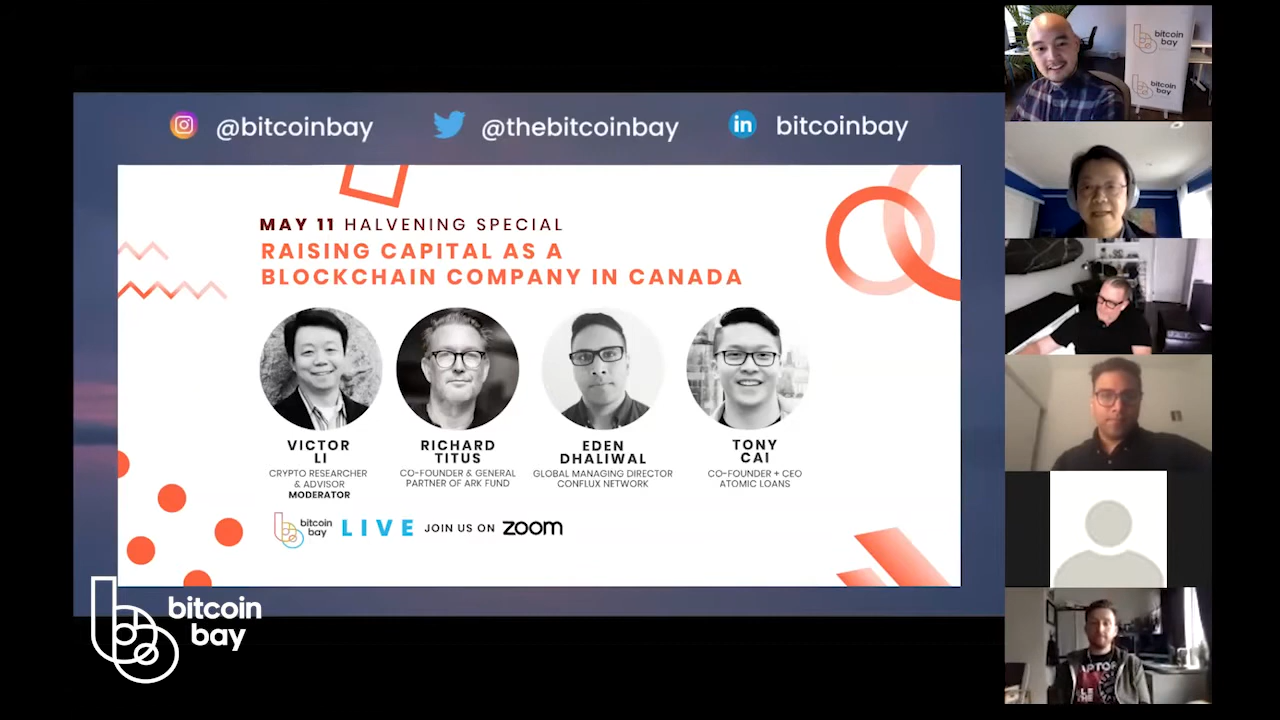 @bitcoinbay
@thebitcoinbay
bitcoinbay
MAY 11 HALVENING SPECIAL
RAISING CAPITAL AS A
BLOCKCHAIN COMPANY IN CANADA
VICTOR
LI
CRYPTO RESEARCHER
& ADVISOR
MODERATOR
RICHARD
TITUS
CO-FOUNDER & GENERAL
PARTNER OF ARK FUND
EDEN
DHALIWAL
GLOBAL MANAGING DIRECTOR
CONFLUX NETWORK
TONY
CAI
CO-FOUNDER + CEO
ATOMIC LOANS
bitcoin
bay
LIVE JOIN US ON zoom
bitcoin
bay
bitcoin
bay
bitcoin
bay